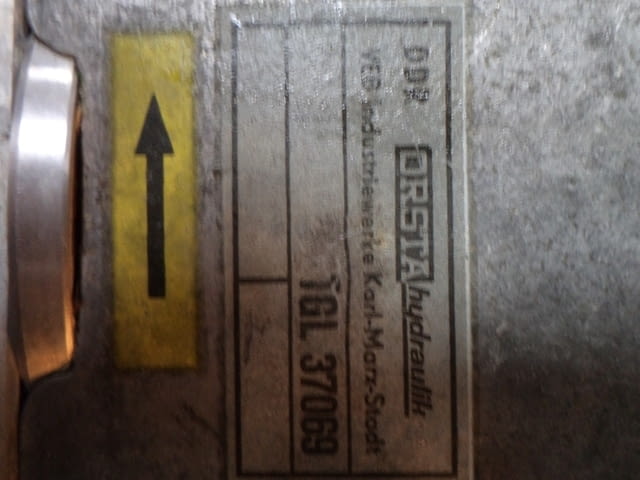 DDR ORSTA hydraulik
VEB Industriewerke Karl-Marx-Stadt
TGL 37069